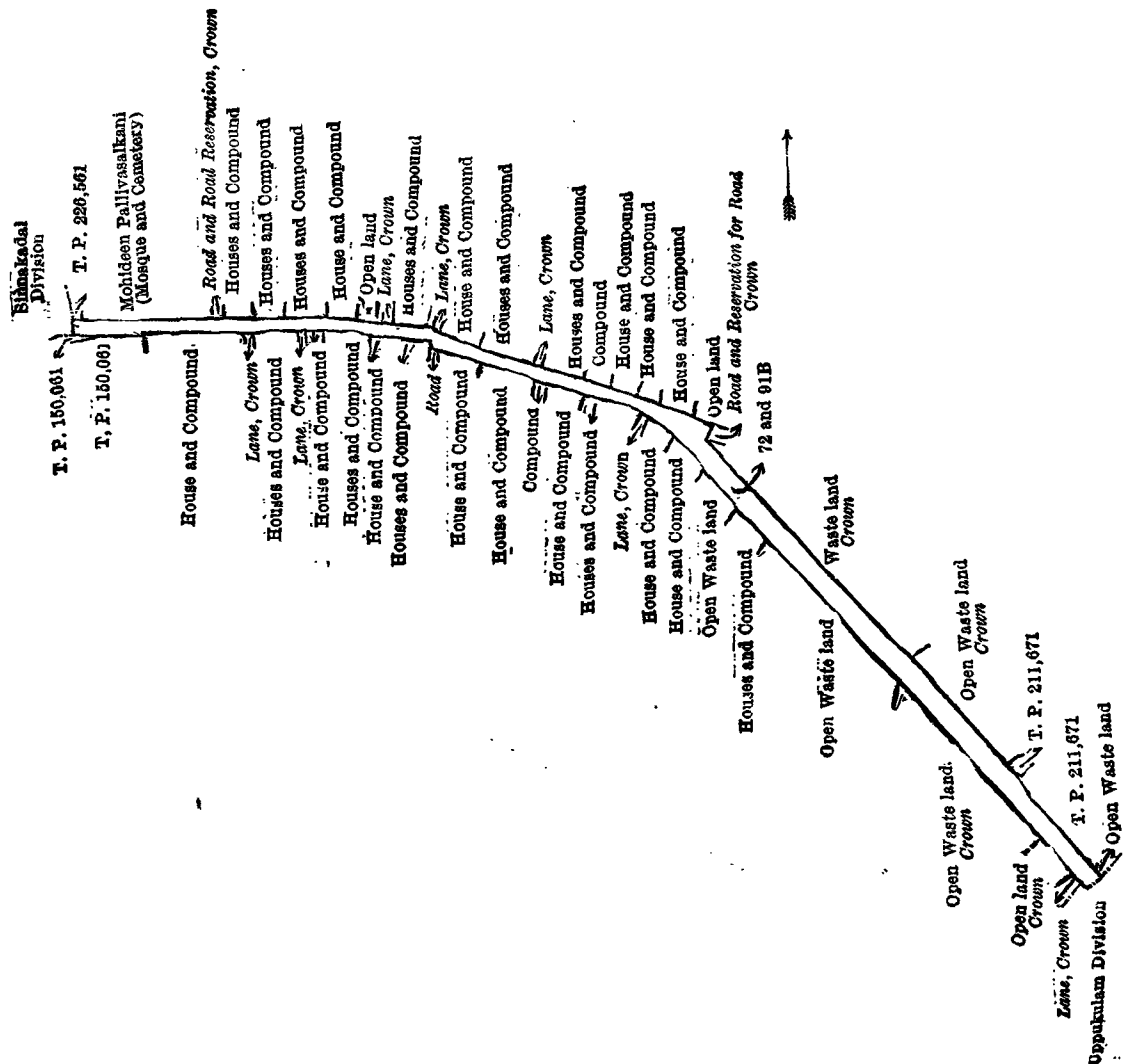 Division
T. P. 150,061
T. P. 226,561
T, P. 150,061
Mohideen Pallivasalkani
(Mosque and Cemetery)
House and Compound
Road and Road Reservation, Crown
Houses and Compound
Lane, Crown
Houses and Compound
Houses and Compound
Lane, Crown
Houses and Compound
House and Compound
House and Compound
Houses and Compound
Open land
House and Compound
Lane, Crown
Houses and Compound
Houses and Compound
Road
Lane, Crown
House and Compound
House and Compound
House and Compound
Houses and Compound
Compound
Lane, Crown
House and Compound
Houses and Compound
Houses and Compound
Compound
Lane, Crown
House and Compound
House and Compound
House and Compound
House and Compound
House and Compound
Open Waste land
Open land
Road and Reservation for Road
Crown
Houses and Compound
72 and 91B
Open Waste land
Waste land
Crown
Open Waste land
Crown
Open Waste land
Crown
T. P. 211,671
Open land
Crown
T. P. 211,671
Lane, Crown
Open Waste land
Uppukulam Division